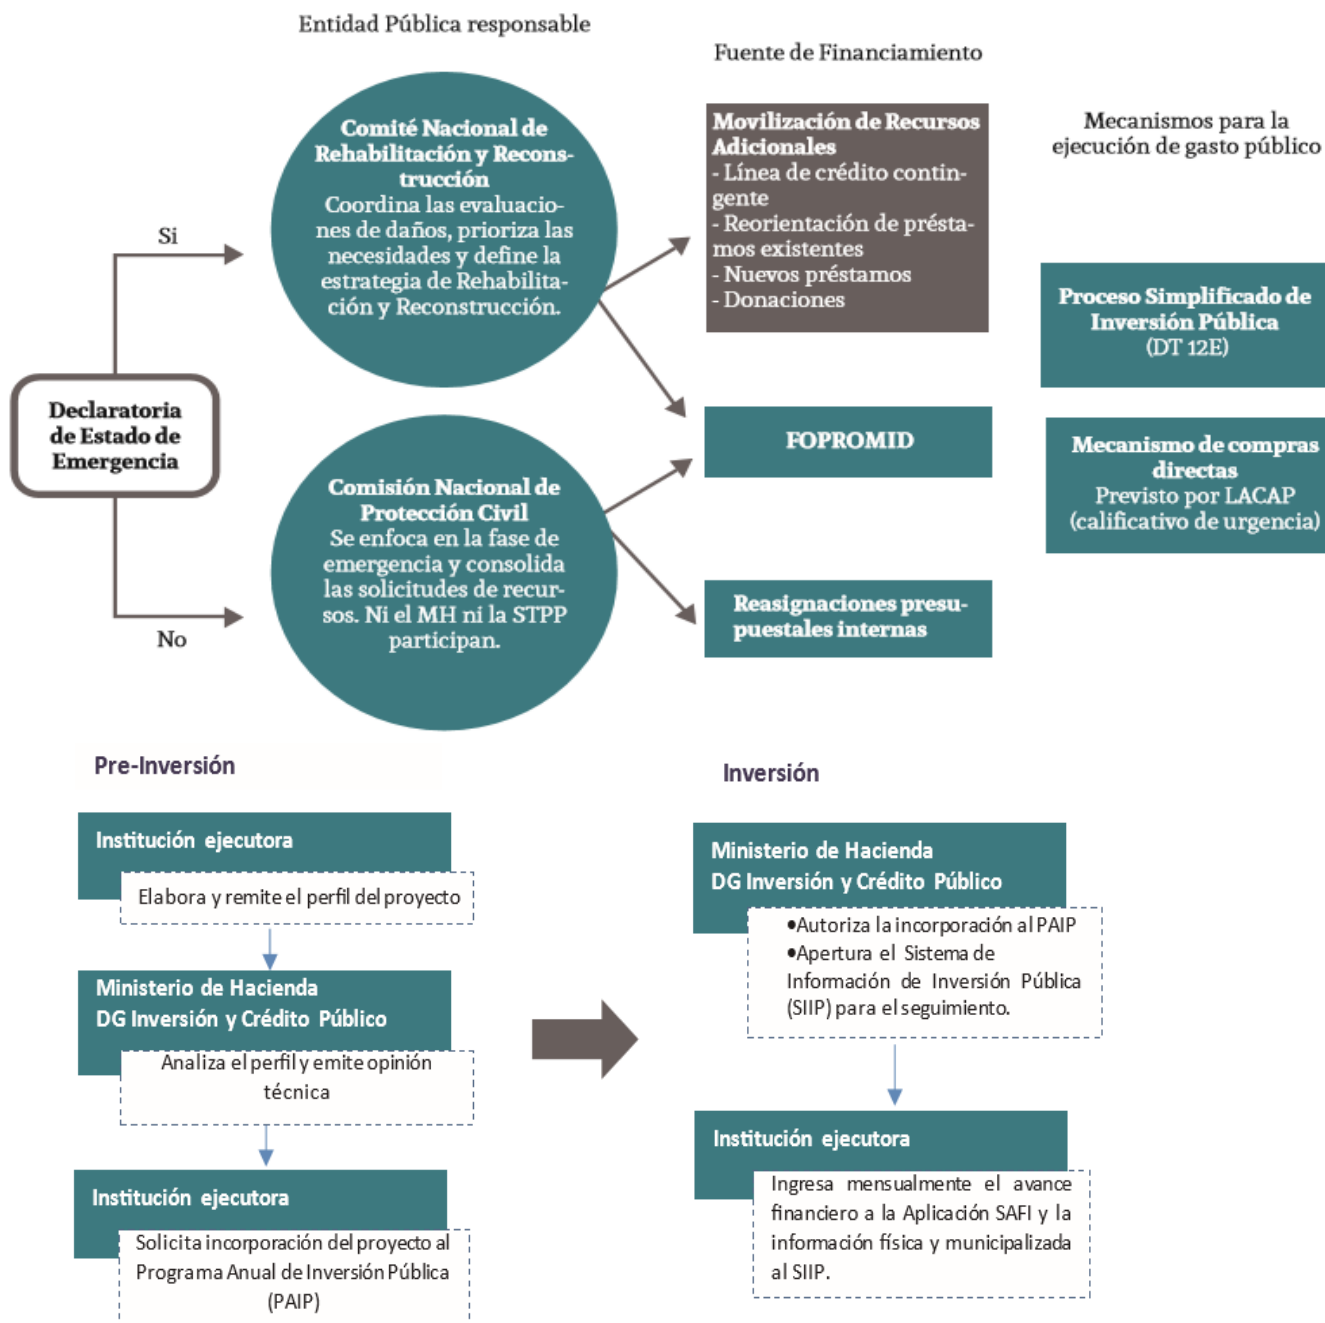 Entidad Pública responsable
Fuente de Financiamiento
Mecanismos para la
ejecución de gasto público
Declaratoria
de Estado de
Emergencia
Si
No
Comité Nacional de
Rehabilitación y Recons-
trucción
Coordina las evaluacio-
nes de daños, prioriza las
necesidades y define la
estrategia de Rehabilita-
ción y Reconstrucción.
Comisión Nacional de
Protección Civil
Se enfoca en la fase de
emergencia y consolida
las solicitudes de recur-
sos. Ni el MH ni la STPP
participan.
Movilización de Recursos
Adicionales
- Línea de crédito contin-
gente
- Reorientación de présta-
mos existentes
- Nuevos préstamos
- Donaciones
FOPROMID
Reasignaciones presu-
puestales internas
Proceso Simplificado de
Inversión Pública
(DT 12E)
Mecanismo de compras
directas
Previsto por LACAP
(calificativo de urgencia)
Pre-Inversión
Institución ejecutora
Elabora y remite el perfil del proyecto
Ministerio de Hacienda
DG Inversión y Crédito Público
Analiza el perfil y emite opinión
técnica
Institución ejecutora
Solicita incorporación del proyecto al
Programa Anual de Inversión Pública
(PAIP)
Inversión
Ministerio de Hacienda
DG Inversión y Crédito Público
•Autoriza la incorporación al PAIP
•Apertura el Sistema de
Información de Inversión Pública
(SIIP) para el seguimiento.
Institución ejecutora
Ingresa mensualmente el avance
financiero a la Aplicación SAFI y la
información física y municipalizada
al SIIP.